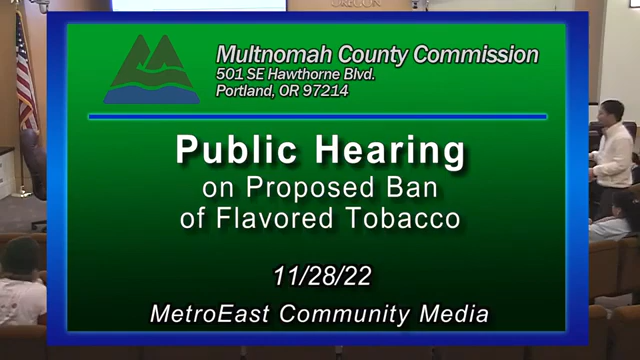 Multnomah County Commission
501 SE Hawthorne Blvd.
Portland, OR 97214
Public Hearing
on Proposed Ban
of Flavored Tobacco
11/28/22
MetroEast Community Media